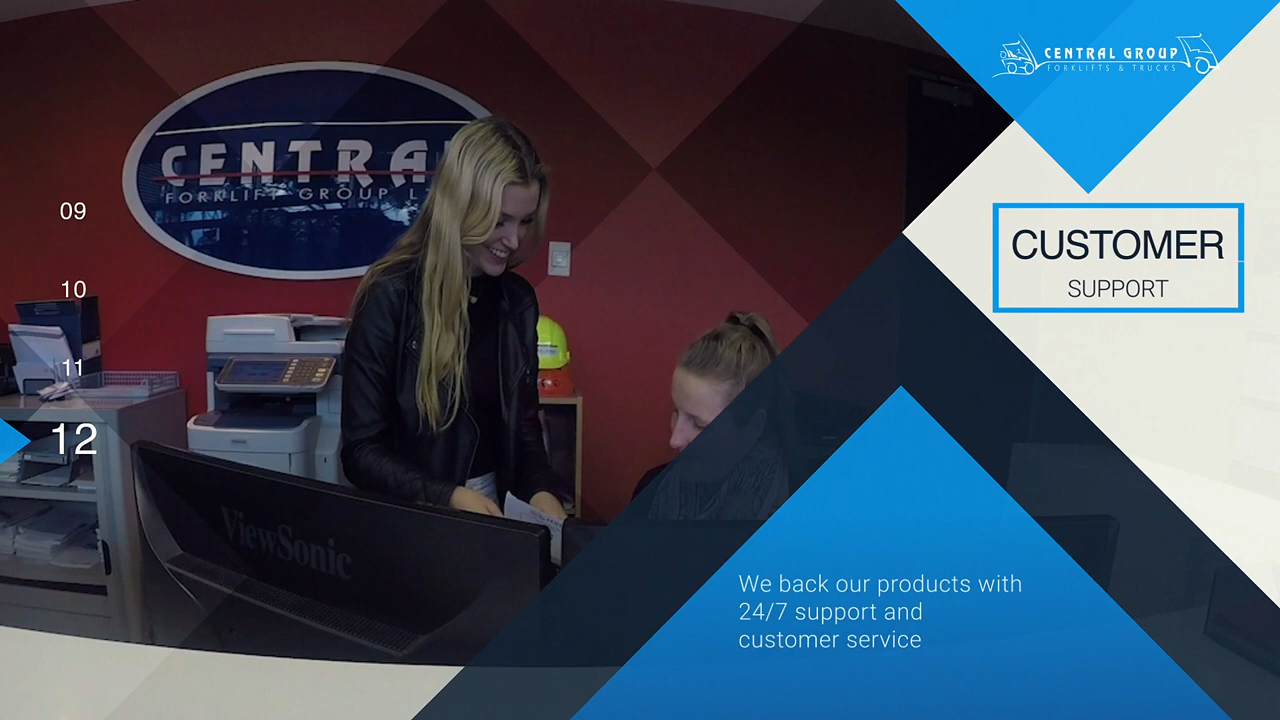 CENTRAL GROUP
FORKLIFTS & TRUCKS
CENTRA
FORKLIFT GROUP L
09
CUSTOMER
SUPPORT
10
11
12
ViewSonic
We back our products with
24/7 support and
customer service